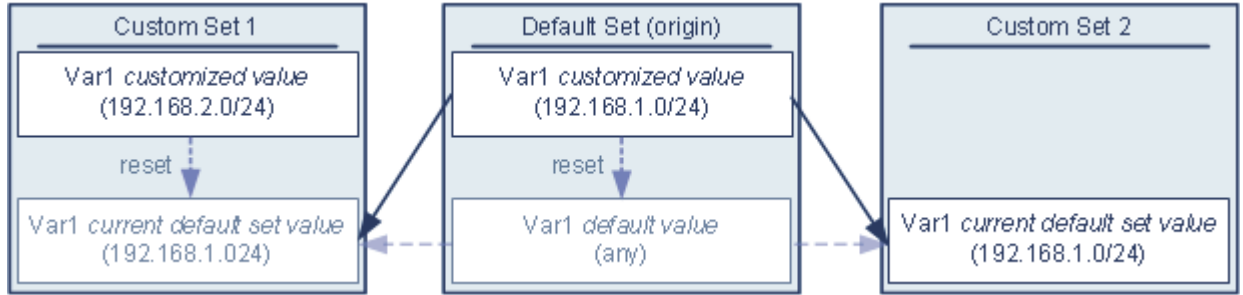 Custom Set 1
Var1 customized value
(192.168.2.0/24)
reset
Var1 current default set value
(192.168.1.024)
Default Set (origin)
Var1 customized value
(192.168.1.0/24)
reset
Var1 default value
(any)
Custom Set 2
Var1 current default set value
(192.168.1.0/24)